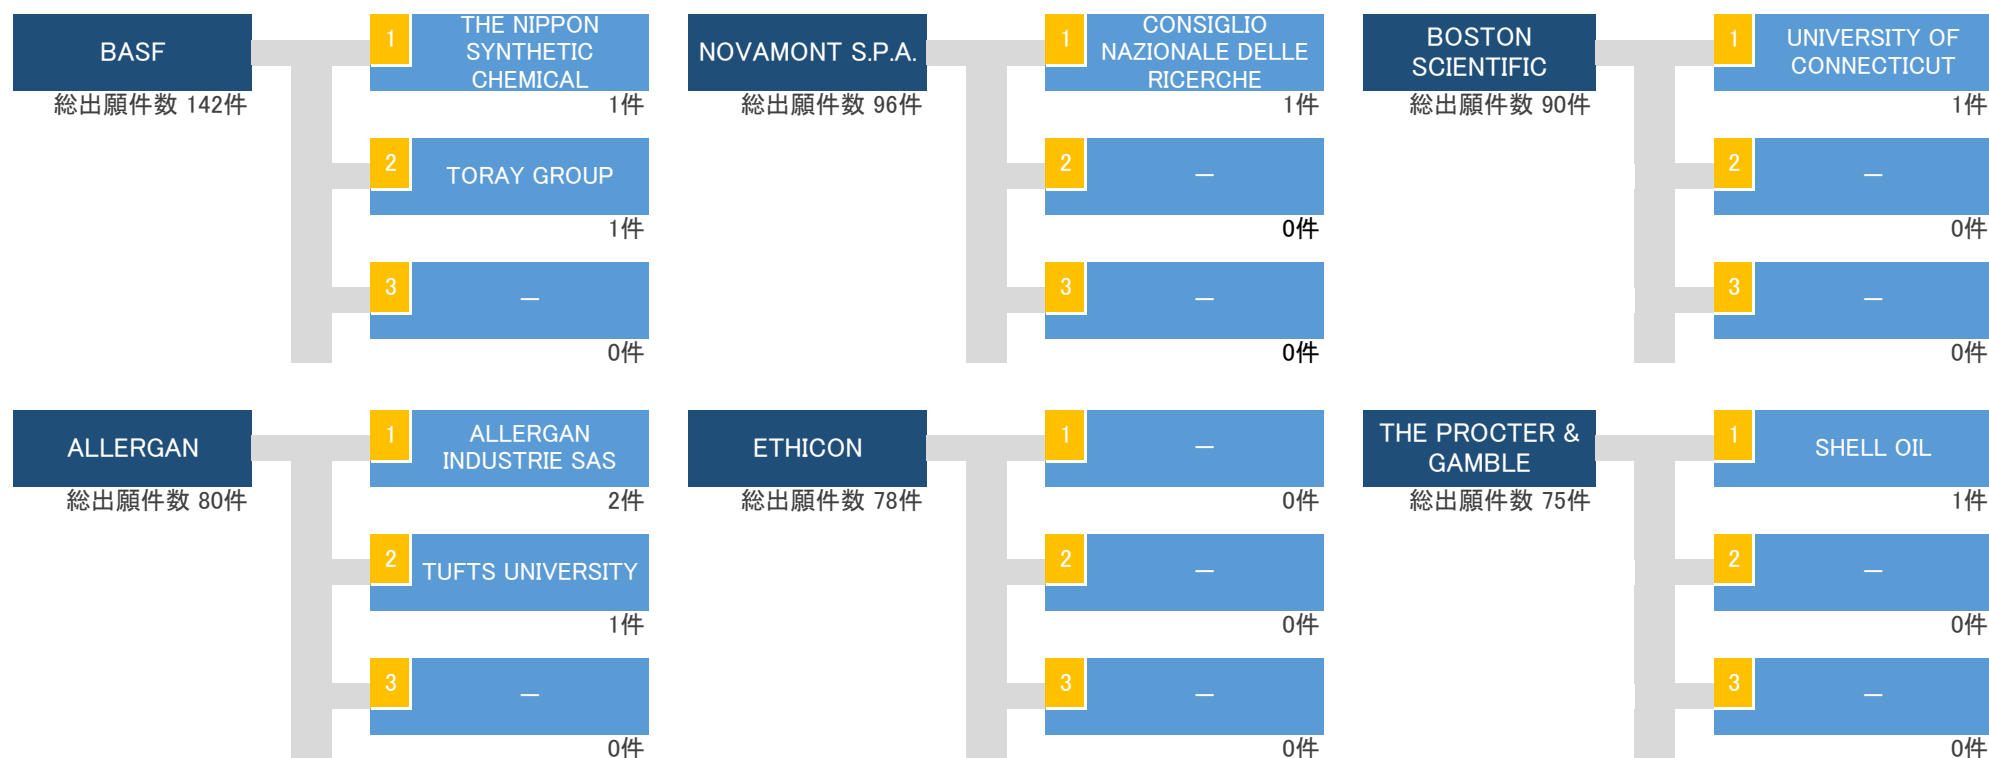 BASF
総出願件数 142件
1
THE NIPPON
SYNTHETIC
CHEMICAL
1件
2
TORAY GROUP
1件
3
－
0件
NOVAMONT S.P.A.
総出願件数 96件
1
CONSIGLIO
NAZIONALE DELLE
RICERCHE
1件
2
－
0件
3
－
0件
BOSTON
SCIENTIFIC
総出願件数 90件
1
UNIVERSITY OF
CONNECTICUT
1件
2
－
0件
3
－
0件
ALLERGAN
総出願件数 80件
1
ALLERGAN
INDUSTRIE SAS
2件
2
TUFTS UNIVERSITY
1件
3
－
0件
ETHICON
総出願件数 78件
1
－
0件
2
－
0件
3
－
0件
THE PROCTER &
GAMBLE
総出願件数 75件
1
SHELL OIL
1件
2
－
0件
3
－
0件